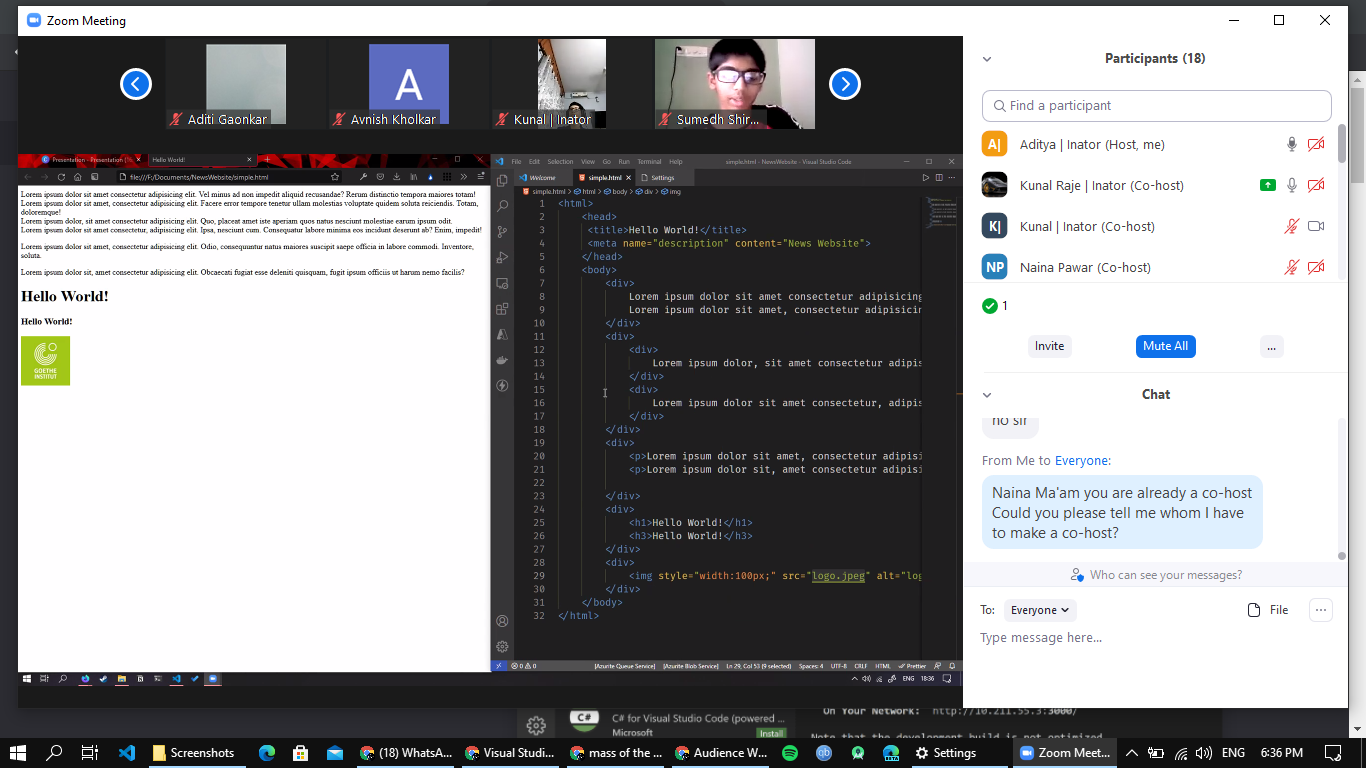 Zoom Meeting
Aditi Gaonkar
A
Avnish Kholkar
Kunal | Inator
Sumedh Shir...
Hello World!
file:///F:/Documents/NewsWebsite/simple.html
Lorem ipsum dolor sit amet consectetur adipisicing elit. Vel minus ad non impedit aliquid recusandae? Rerum distinctio tempora maiores totam!
Lorem ipsum dolor sit amet, consectetur adipisicing elit. Facere error tempore tenetur ullam molestias voluptate quidem soluta reiciendis. Totam,
doloremque!
Lorem ipsum dolor, sit amet consectetur adipisicing elit. Quo, placeat amet iste aperiam quos natus nesciunt molestiae earum ipsum odit.
Lorem ipsum dolor sit amet consectetur, adipisicing elit. Ipsa, nesciunt cum. Consequatur labore minima eos incidunt deserunt ab? Enim, impedit!
Lorem ipsum dolor sit amet, consectetur adipisicing elit. Odio, consequuntur natus maiores suscipit saepe officia in labore commodi. Inventore,
soluta.
Lorem ipsum dolor sit, amet consectetur adipisicing elit. Obcaecati fugiat esse deleniti quisquam, fugit ipsum officiis ut harum nemo facilis?
Hello World!
Hello World!
GOETHE
INSTITUT
File Edit Selection View Go Run Terminal Help
simple.html - NewsWebsite - Visual Studio Code
Welcome
simple.html
Settings
simple.html > html > body > div > img
1 <html>
2 <head>
3 <title>Hello World!</title>
4 <meta name="description" content="News Website">
5 </head>
6 <body>
7 <div>
8 Lorem ipsum dolor sit amet consectetur adipisicing
9 Lorem ipsum dolor sit amet, consectetur adipisicin
10 </div>
11 <div>
12 <div>
13 Lorem ipsum dolor, sit amet consectetur adipis
14 </div>
15 <div>
16 Lorem ipsum dolor sit amet consectetur, adipis
17 </div>
18 </div>
19 <div>
20 <p>Lorem ipsum dolor sit amet, consectetur adipisi
21 <p>Lorem ipsum dolor sit, amet consectetur adipisi
22
23 </div>
24 <div>
25 <h1>Hello World!</h1>
26 <h3>Hello World!</h3>
27 </div>
28 <div>
29 <img style="width:100px;" src="logo.jpeg" alt="log
30 </div>
31 </body>
32 </html>
0 0 [Azurite Queue Service] [Azurite Blob Service] Ln 29, Col 53 (9 selected) Spaces: 4 UTF-8 CRLF HTML Prettier
ENG 18:36
Participants (18)
Find a participant
A| Aditya | Inator (Host, me)
Kunal Raje | Inator (Co-host)
K| Kunal | Inator (Co-host)
NP Naina Pawar (Co-host)
1
Invite
Mute All
...
Chat
no sir
From Me to Everyone:
Naina Ma'am you are already a co-host
Could you please tell me whom I have
to make a co-host?
Who can see your messages?
To: Everyone
File
Type message here...
C#
C# for Visual Studio Code (powered ...
Microsoft
Install
On Your Network: http://10.211.55.3:3000/
Note that the development build is not optimized
Screenshots
(18) WhatsA...
Visual Studi...
mass of the ...
Audience W...
Settings
Zoom Meet...
ENG
6:36 PM